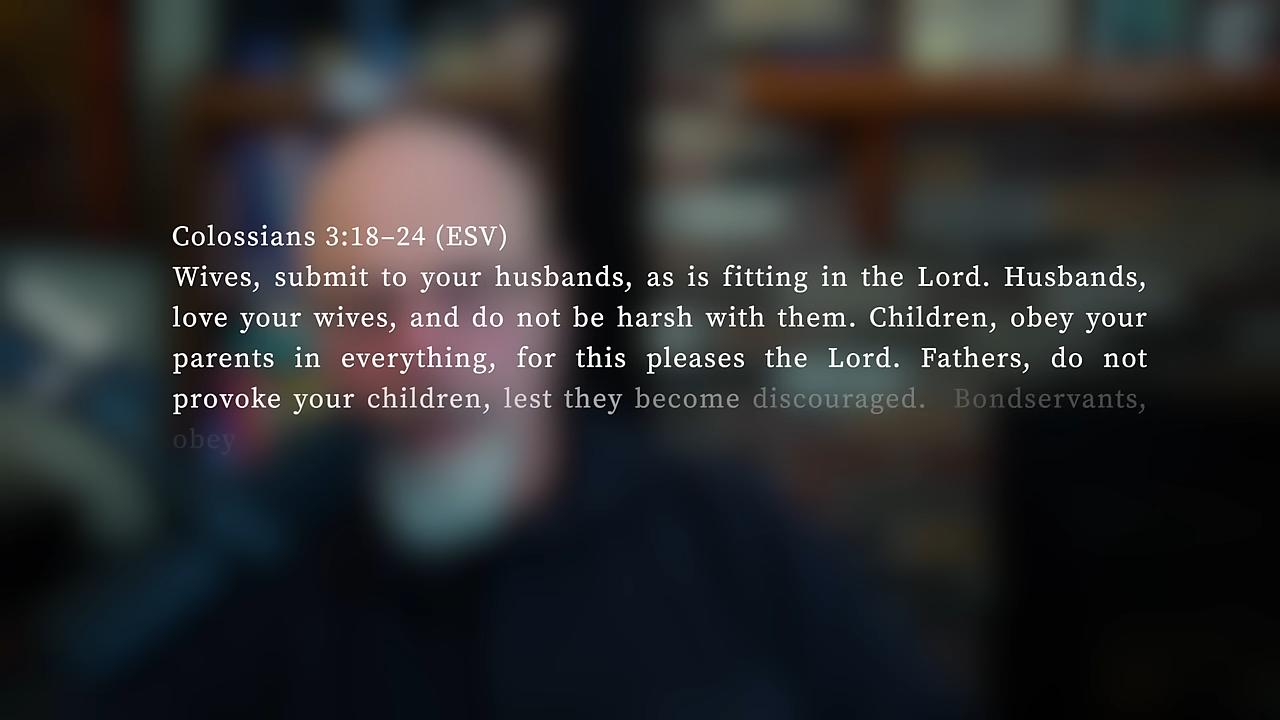 Colossians 3:18–24 (ESV)
Wives, submit to your husbands, as is fitting in the Lord. Husbands,
love your wives, and do not be harsh with them. Children, obey your
parents in everything, for this pleases the Lord. Fathers, do not
provoke your children, lest they become discouraged. Bondservants,
obey